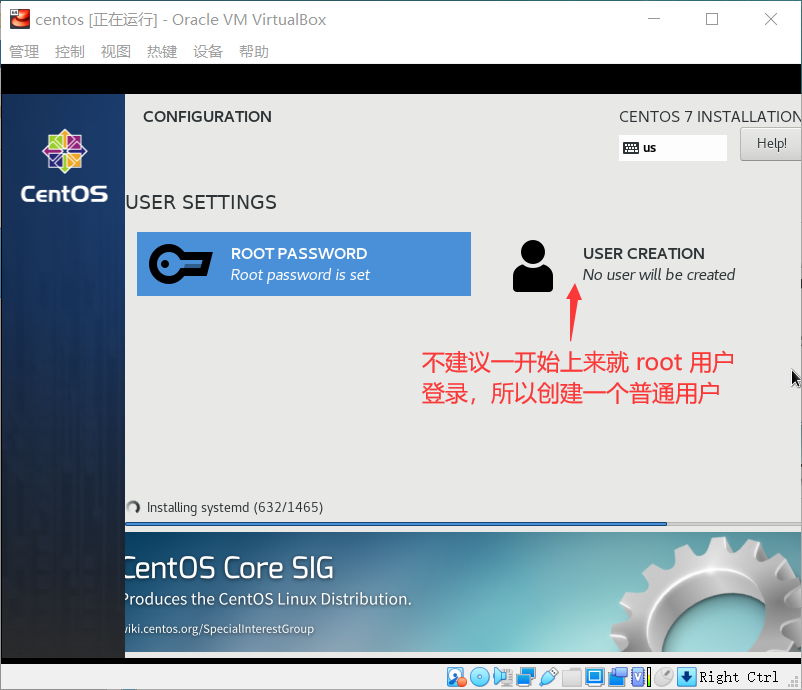 centos [正在运行] - Oracle VM VirtualBox
管理 控制 视图 热键 设备 帮助
CONFIGURATION
CENTOS 7 INSTALLATION
us
Help!
CentOS
USER SETTINGS
ROOT PASSWORD
Root password is set
USER CREATION
No user will be created
不建议一开始上来就 root 用户
登录，所以创建一个普通用户
Installing systemd (632/1465)
CentOS Core SIG
Produces the CentOS Linux Distribution.
wiki.centos.org/SpecialInterestGroup
Right Ctrl